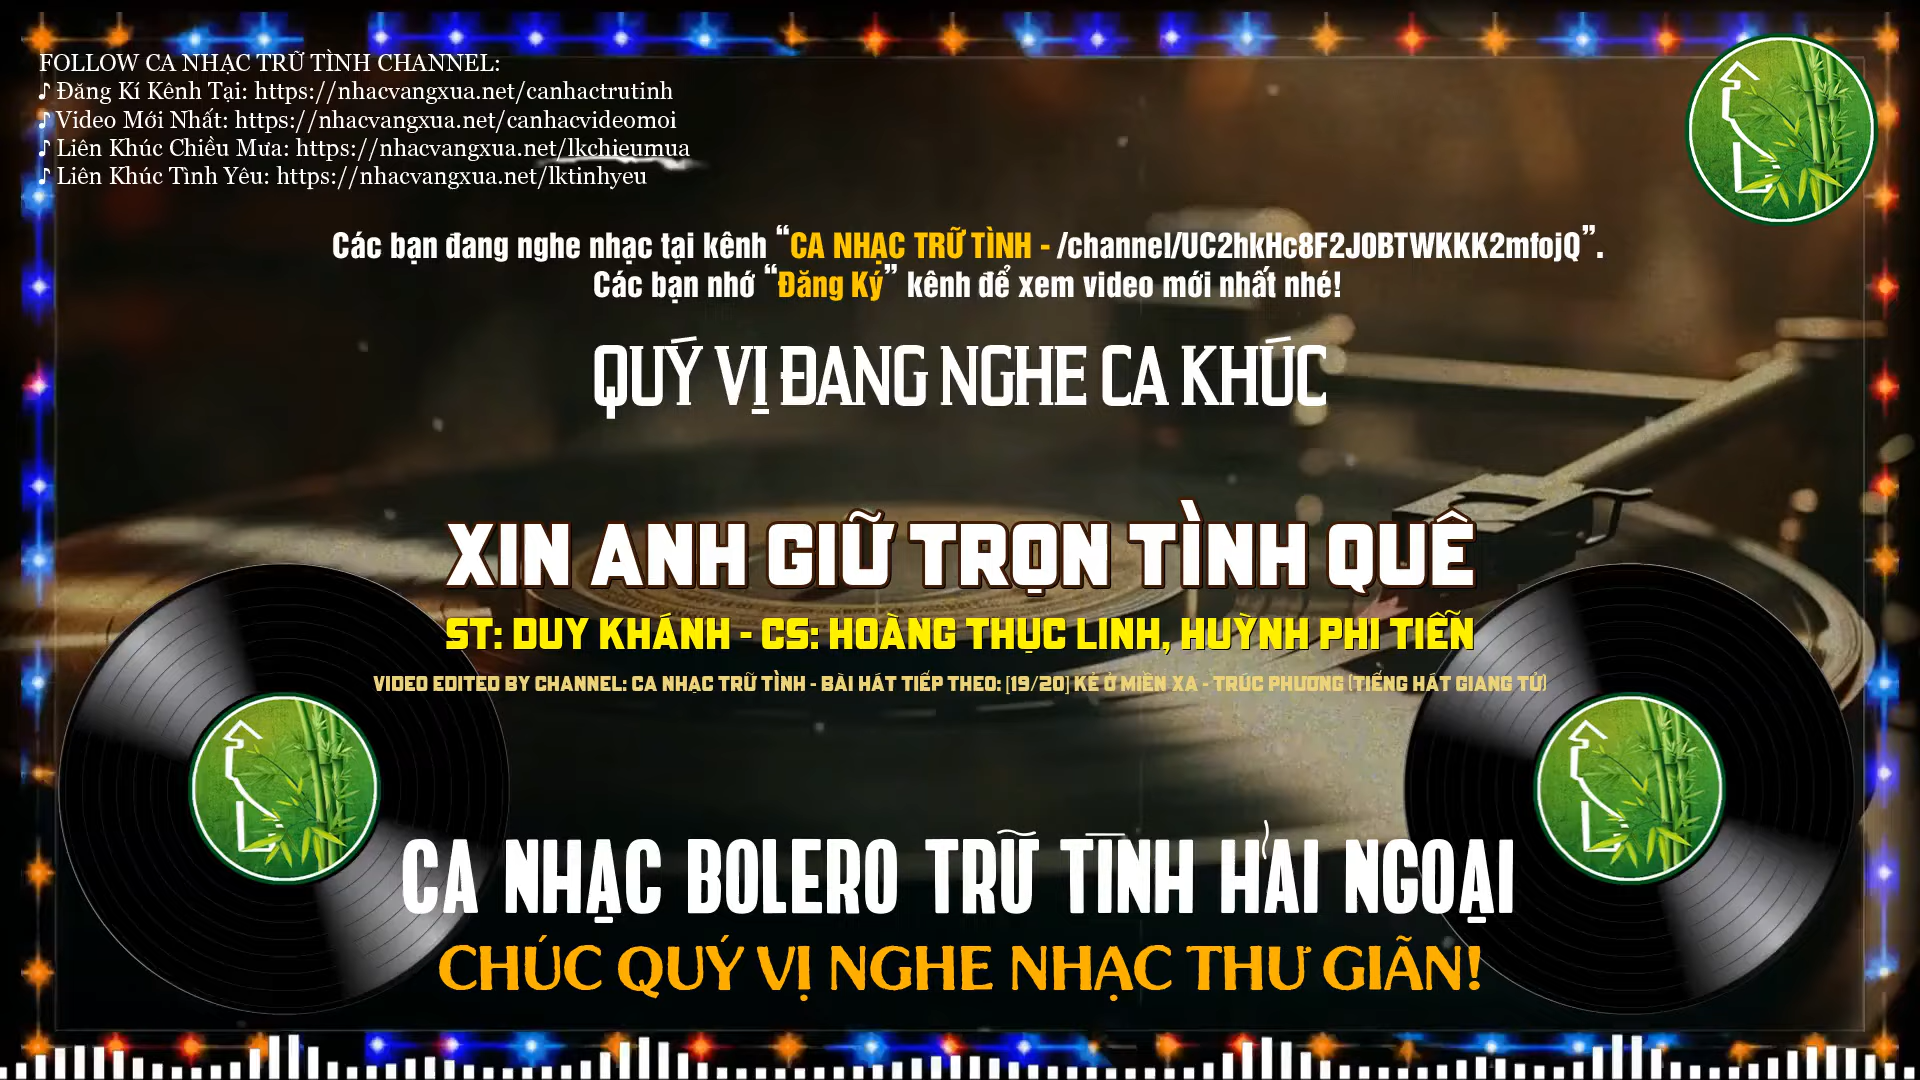 FOLLOW CA NHẠC TRỮ TÌNH CHANNEL:
♪ Đăng Kí Kênh Tại: https://nhacvangxua.net/canhactrutinh
♪ Video Mới Nhất: https://nhacvangxua.net/canhacvideomoi
♪ Liên Khúc Chiều Mưa: https://nhacvangxua.net/lkchieumua
♪ Liên Khúc Tình Yêu: https://nhacvangxua.net/lktinhyeu
Các bạn đang nghe nhạc tại kênh “CA NHẠC TRỮ TÌNH - /channel/UC2hkHc8F2J0BTWKKK2mfojQ”.
Các bạn nhớ “Đăng Ký” kênh để xem video mới nhất nhé!
QUÝ VỊ ĐANG NGHE CA KHÚC
XIN ANH GIỮ TRỌN TÌNH QUÊ
ST: DUY KHÁNH - CS: HOÀNG THỤC LINH, HUỲNH PHI TIỄN
VIDEO EDITED BY CHANNEL: CA NHẠC TRỮ TÌNH - BÀI HÁT TIẾP THEO: [19/20] KẺ Ở MIỀN XA - TRÚC PHƯƠNG (TIẾNG HÁT GIANG TỬ)
CA NHẠC BOLERO TRỮ TÌNH HẢI NGOẠI
CHÚC QUÝ VỊ NGHE NHẠC THƯ GIÃN!